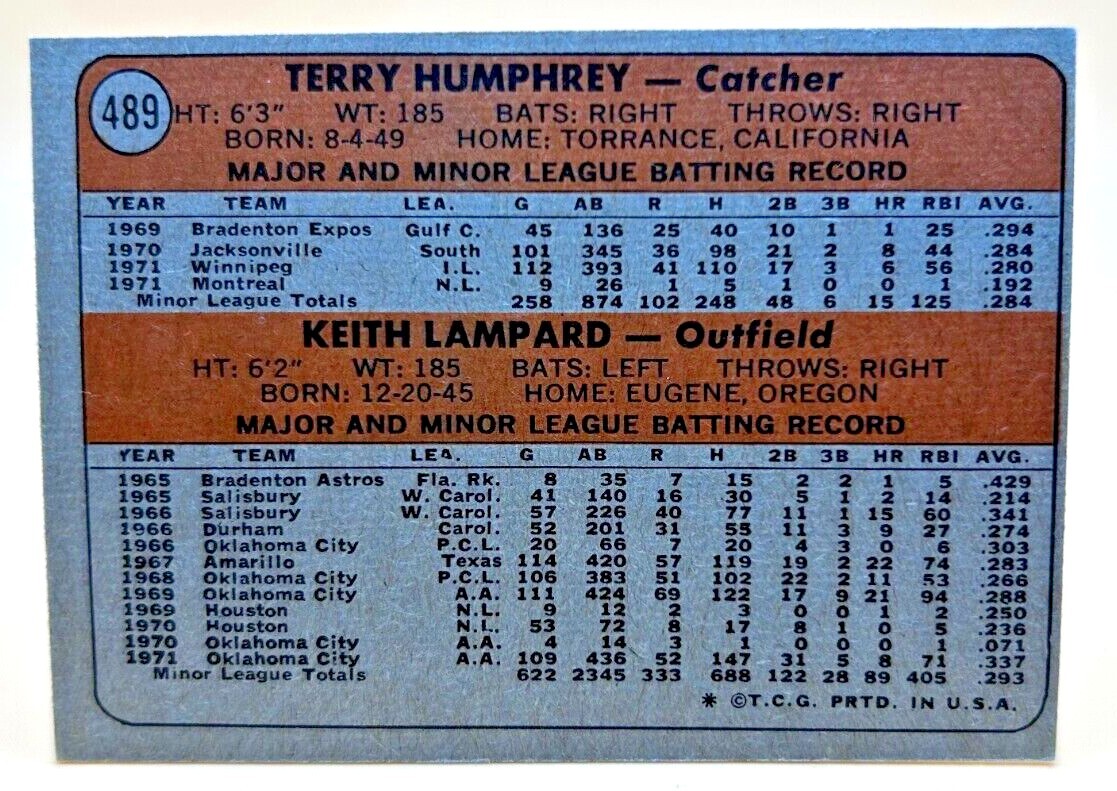 489
TERRY HUMPHREY — Catcher
HT: 6'3" WT: 185 BATS: RIGHT THROWS: RIGHT
BORN: 8-4-49 HOME: TORRANCE, CALIFORNIA
MAJOR AND MINOR LEAGUE BATTING RECORD
YEAR TEAM LEA. G AB R H 2B 3B HR RBI AVG.
1969 Bradenton Expos Gulf C. 45 136 25 40 10 1 1 25 .294
1970 Jacksonville South 101 345 36 98 21 2 8 44 .284
1971 Winnipeg I.L. 112 393 41 110 17 3 6 56 .280
1971 Montreal N.L. 9 26 1 5 1 0 0 1 .192
Minor League Totals 258 874 102 248 48 6 15 125 .284
KEITH LAMPARD — Outfield
HT: 6'2" WT: 185 BATS: LEFT THROWS: RIGHT
BORN: 12-20-45 HOME: EUGENE, OREGON
MAJOR AND MINOR LEAGUE BATTING RECORD
YEAR TEAM LEA. G AB R H 2B 3B HR RBI AVG.
1965 Bradenton Astros Fla. Rk. 8 35 7 15 2 2 1 5 .429
1965 Salisbury W. Carol. 41 140 16 30 5 1 2 14 .214
1966 Salisbury W. Carol. 57 226 40 77 11 1 15 60 .341
1966 Durham Carol. 52 201 31 55 11 3 9 27 .274
1966 Oklahoma City P.C.L. 20 66 7 20 4 3 0 6 .303
1967 Amarillo Texas 114 420 57 119 19 2 22 74 .283
1968 Oklahoma City P.C.L. 106 383 51 102 22 2 11 53 .266
1969 Oklahoma City A.A. 111 424 69 122 17 9 21 94 .288
1969 Houston N.L. 9 12 2 3 0 0 1 2 .250
1970 Houston N.L. 53 72 8 17 8 1 0 5 .236
1970 Oklahoma City A.A. 4 14 3 1 0 0 0 1 .071
1971 Oklahoma City A.A. 109 436 52 147 31 5 8 71 .337
Minor League Totals 622 2345 333 688 122 28 89 405 .293
* ©T.C.G. PRTD. IN U.S.A.